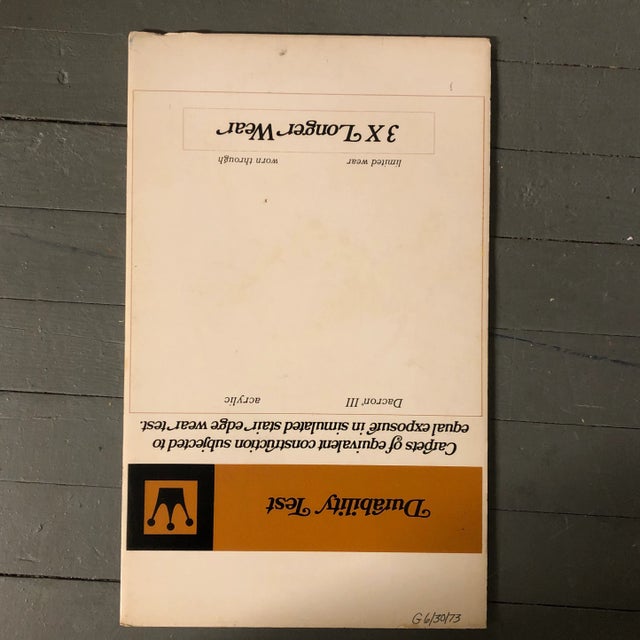 Durability Test
Carpets of equivalent construction subjected to
equal exposure in simulated stair edge wear test.
Dacron® III acrylic
limited wear worn through
3 X Longer Wear
G 6/30/73